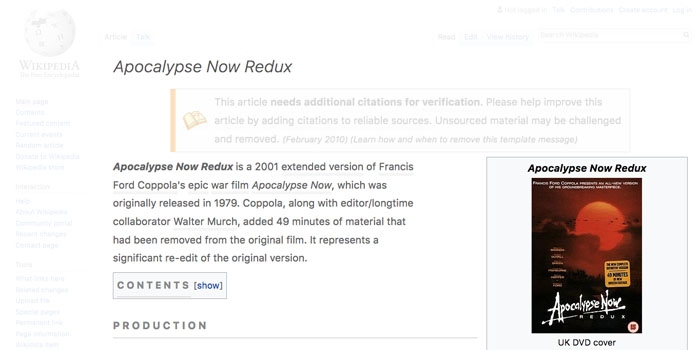 Not logged in Talk Contributions Create account Log in
Article Talk Read Edit View history Search Wikipedia
WIKIPEDIA
The Free Encyclopedia
Main page
Contents
Featured content
Current events
Random article
Donate to Wikipedia
Wikipedia store
Interaction
Help
About Wikipedia
Community portal
Recent changes
Contact page
Tools
What links here
Related changes
Upload file
Special pages
Permanent link
Page information
Wikidata item
Apocalypse Now Redux
This article needs additional citations for verification. Please help improve this
article by adding citations to reliable sources. Unsourced material may be challenged
and removed. (February 2010) (Learn how and when to remove this template message)
Apocalypse Now Redux is a 2001 extended version of Francis
Ford Coppola's epic war film Apocalypse Now, which was
originally released in 1979. Coppola, along with editor/longtime
collaborator Walter Murch, added 49 minutes of material that
had been removed from the original film. It represents a
significant re-edit of the original version.
CONTENTS [show]
PRODUCTION
Apocalypse Now Redux
FRANCIS FORD COPPOLA PRESENTS AN ALL-NEW VERSION
OF HIS GROUNDBREAKING MASTERPIECE.
49 MINUTES
Apocalypse Now
REDUX
15
UK DVD cover